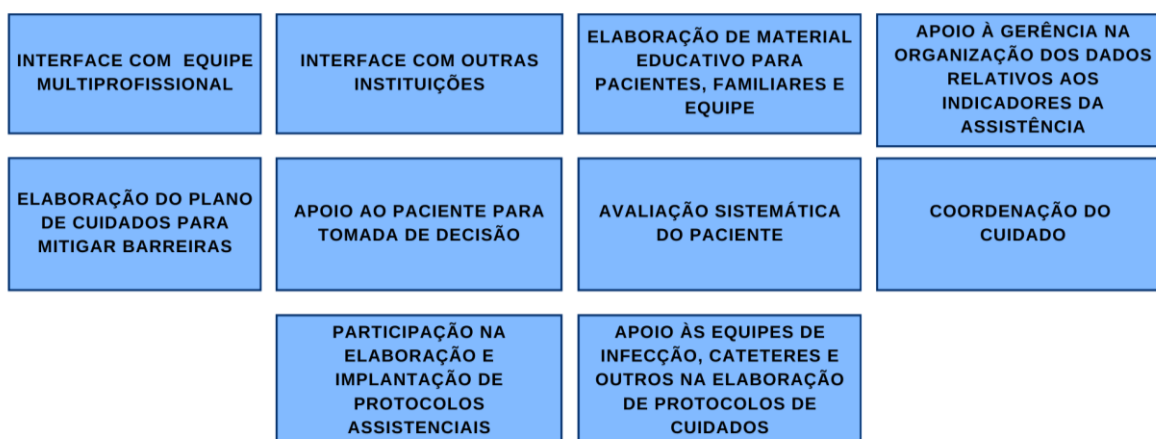 INTERFACE COM EQUIPE
MULTIPROFISSIONAL
INTERFACE COM OUTRAS
INSTITUIÇÕES
ELABORAÇÃO DE MATERIAL
EDUCATIVO PARA
PACIENTES, FAMILIARES E
EQUIPE
APOIO À GERÊNCIA NA
ORGANIZAÇÃO DOS DADOS
RELATIVOS AOS
INDICADORES DA
ASSISTÊNCIA
ELABORAÇÃO DO PLANO
DE CUIDADOS PARA
MITIGAR BARREIRAS
APOIO AO PACIENTE PARA
TOMADA DE DECISÃO
AVALIAÇÃO SISTEMÁTICA
DO PACIENTE
COORDENAÇÃO DO
CUIDADO
PARTICIPAÇÃO NA
ELABORAÇÃO E
IMPLANTAÇÃO DE
PROTOCOLOS
ASSISTENCIAIS
APOIO ÀS EQUIPES DE
INFECÇÃO, CATETERES E
OUTROS NA ELABORAÇÃO
DE PROTOCOLOS DE
CUIDADOS